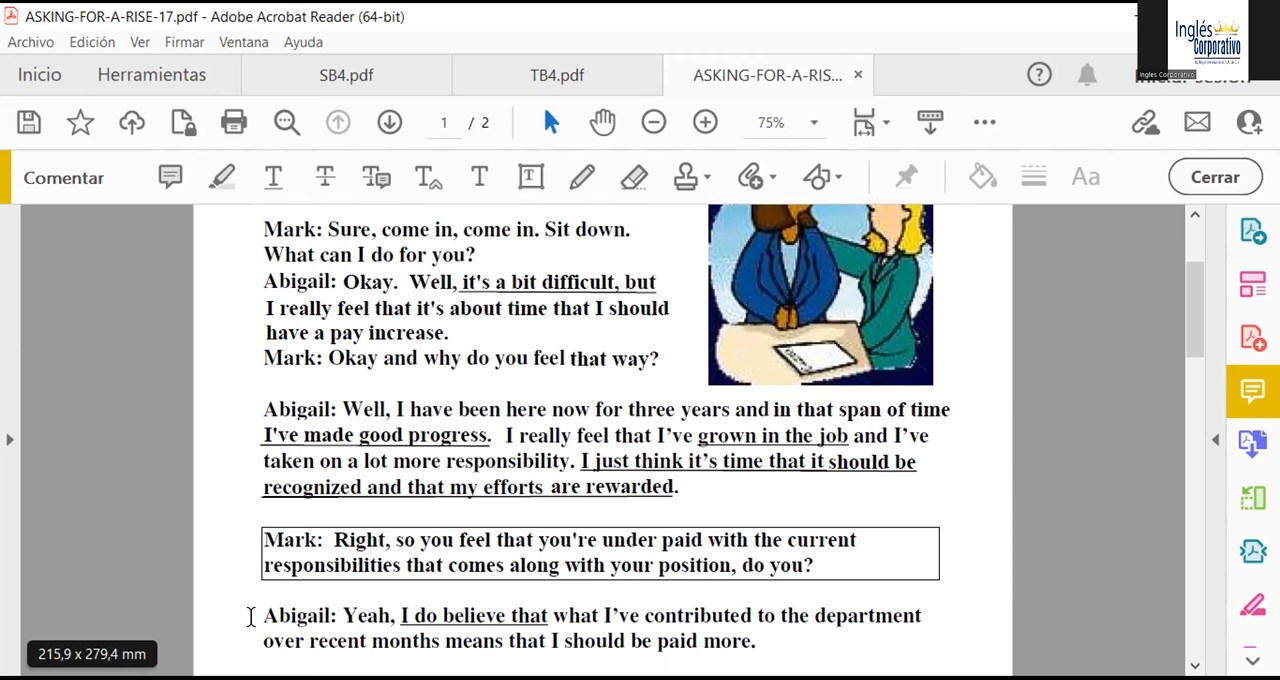 ASKING-FOR-A-RISE-17.pdf - Adobe Acrobat Reader (64-bit)
Archivo Edición Ver Firmar Ventana Ayuda
Inglés
Corporativo
Ingles Corporativo
Inicio Herramientas SB4.pdf TB4.pdf ASKING-FOR-A-RIS... × Iniciar sesión
1 / 2 75%
Comentar Cerrar
Mark: Sure, come in, come in. Sit down.
What can I do for you?
Abigail: Okay. Well, it's a bit difficult, but
I really feel that it's about time that I should
have a pay increase.
Mark: Okay and why do you feel that way?
Abigail: Well, I have been here now for three years and in that span of time
I've made good progress. I really feel that I’ve grown in the job and I’ve
taken on a lot more responsibility. I just think it’s time that it should be
recognized and that my efforts are rewarded.
Mark: Right, so you feel that you're under paid with the current
responsibilities that comes along with your position, do you?
Abigail: Yeah, I do believe that what I’ve contributed to the department
over recent months means that I should be paid more.
215,9 x 279,4 mm